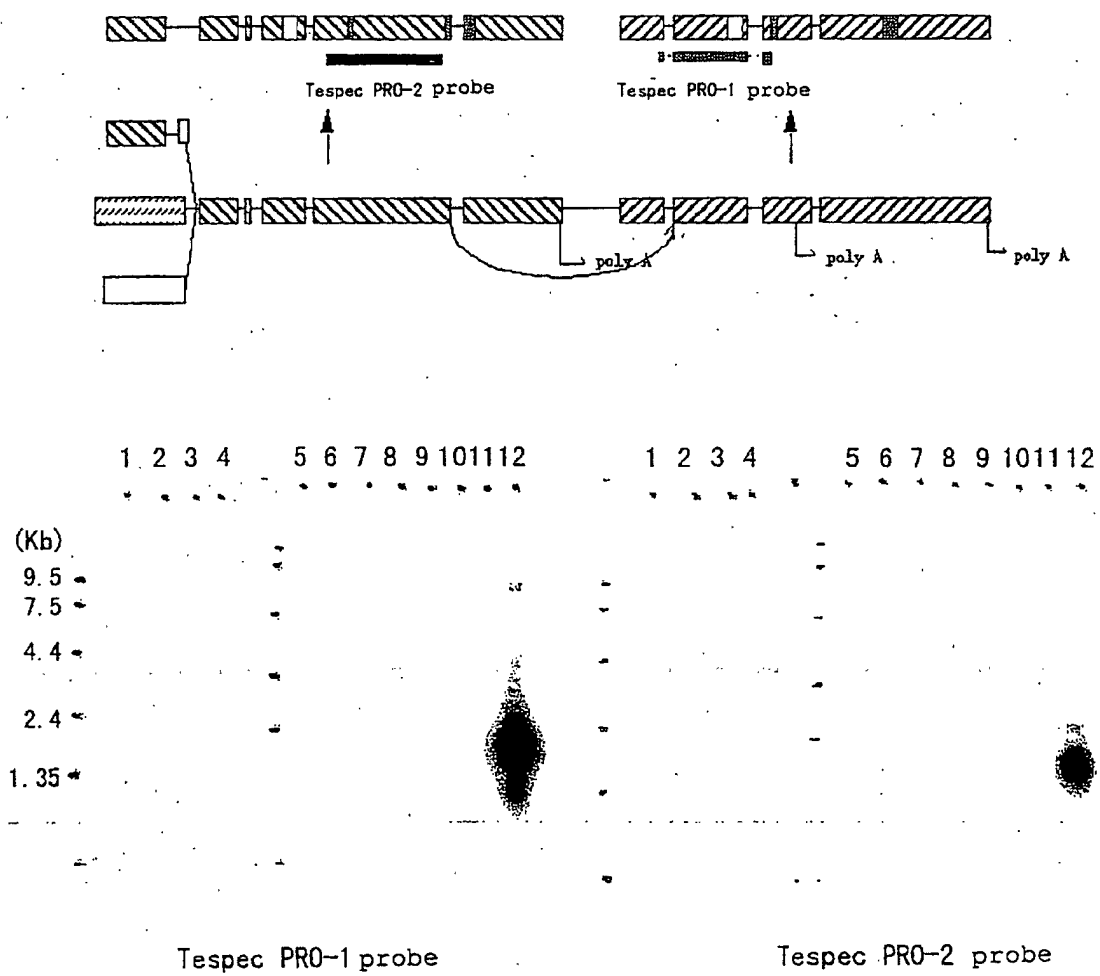 Tespec PRO-2 probe
Tespec PRO-1 probe
poly A
poly A
poly A
1 2 3 4 5 6 7 8 9 10 11 12
1 2 3 4 5 6 7 8 9 10 11 12
(Kb)
9.5
7.5
4.4
2.4
1.35
Tespec PRO-1 probe
Tespec PRO-2 probe